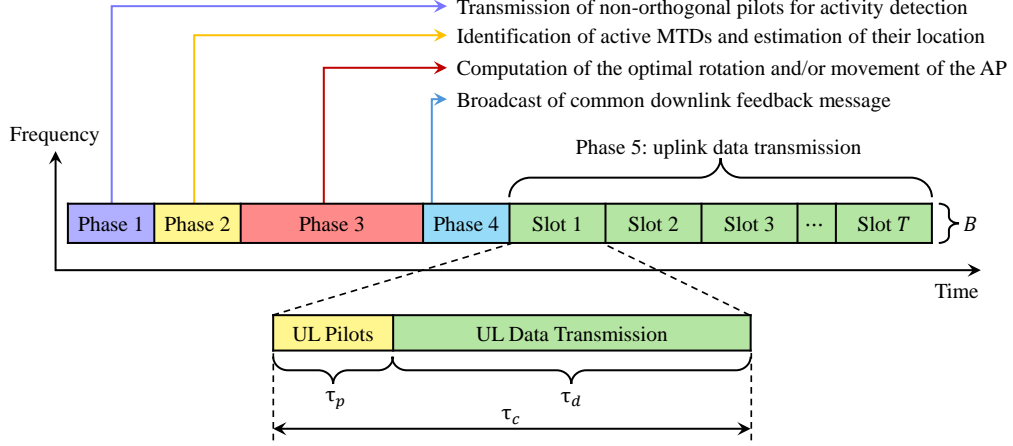 Transmission of non-orthogonal pilots for activity detection
Identification of active MTDs and estimation of their location
Computation of the optimal rotation and/or movement of the AP
Broadcast of common downlink feedback message
Frequency
Phase 5: uplink data transmission
Phase 1 Phase 2 Phase 3 Phase 4 Slot 1 Slot 2 Slot 3 ... Slot T B
Time
UL Pilots UL Data Transmission
τp τd
τc